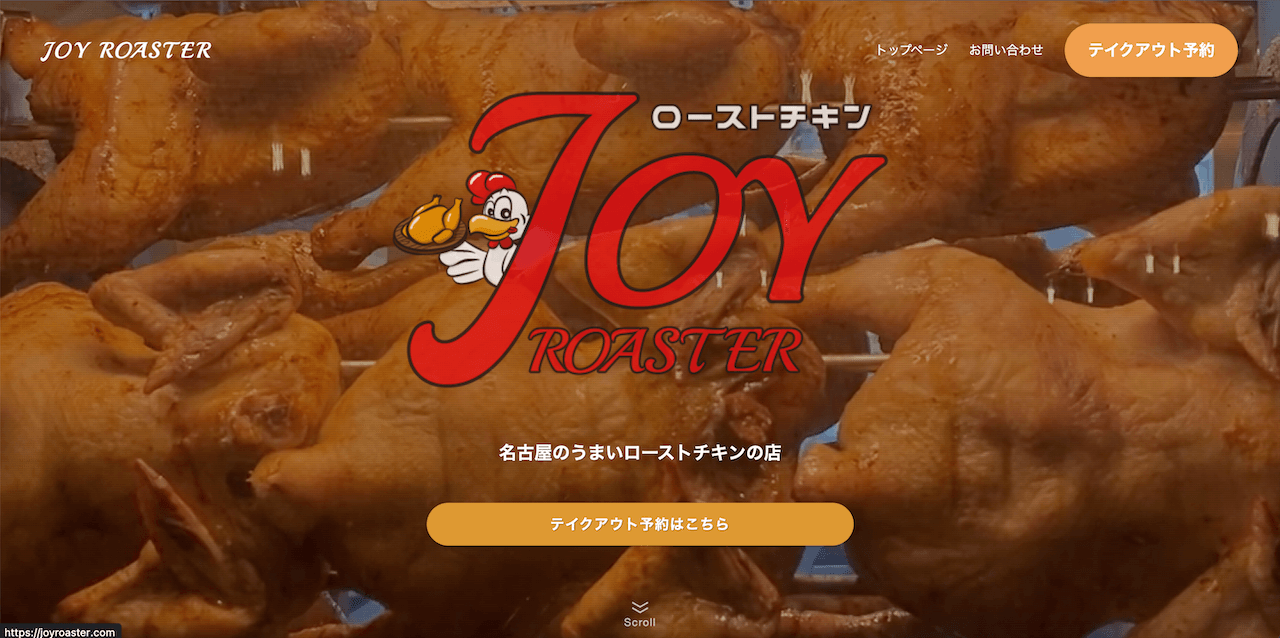 JOY ROASTER
トップページ
お問い合わせ
テイクアウト予約
ローストチキン
JOY
ROASTER
名古屋のうまいローストチキンの店
テイクアウト予約はこちら
Scroll
https://joyroaster.com